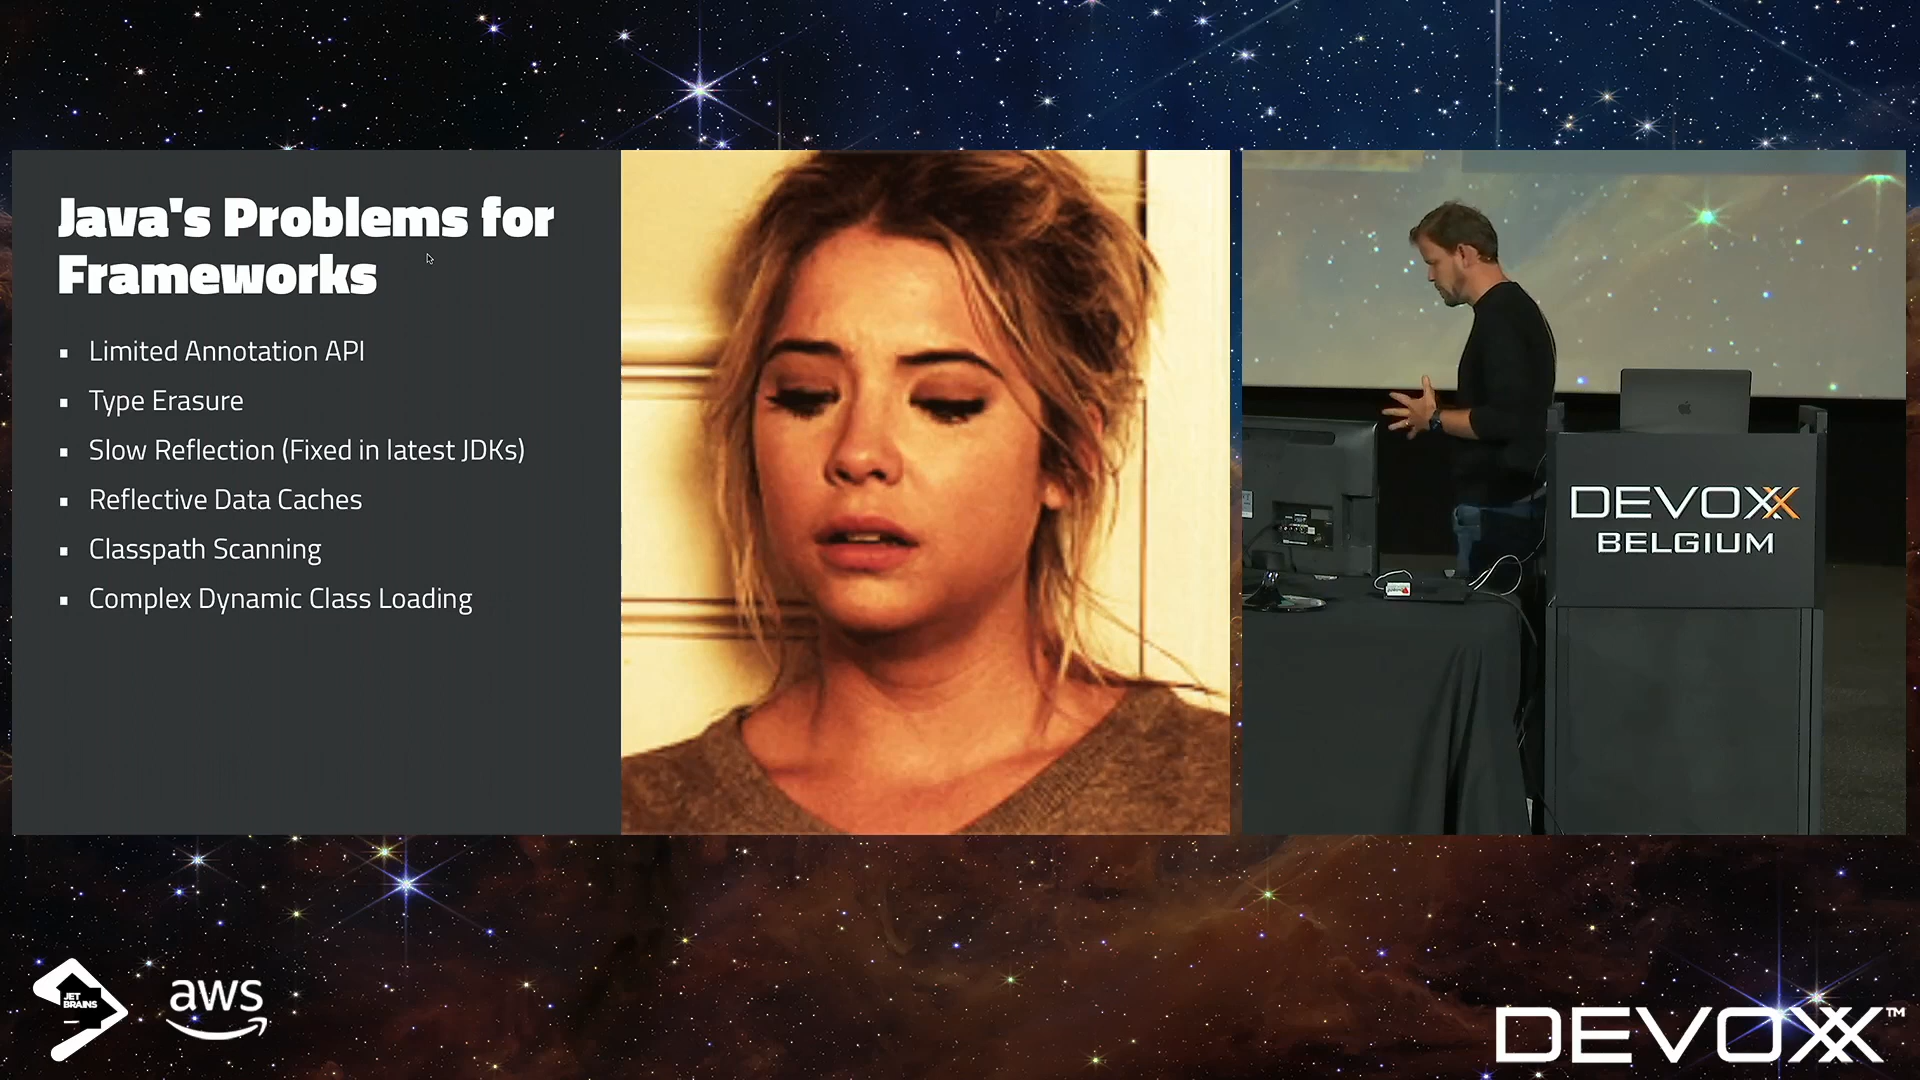 Java's Problems for
Frameworks
▪ Limited Annotation API
▪ Type Erasure
▪ Slow Reflection (Fixed in latest JDKs)
▪ Reflective Data Caches
▪ Classpath Scanning
▪ Complex Dynamic Class Loading
DEVOXX
BELGIUM
JET
BRAINS
aws
DEVOXX™